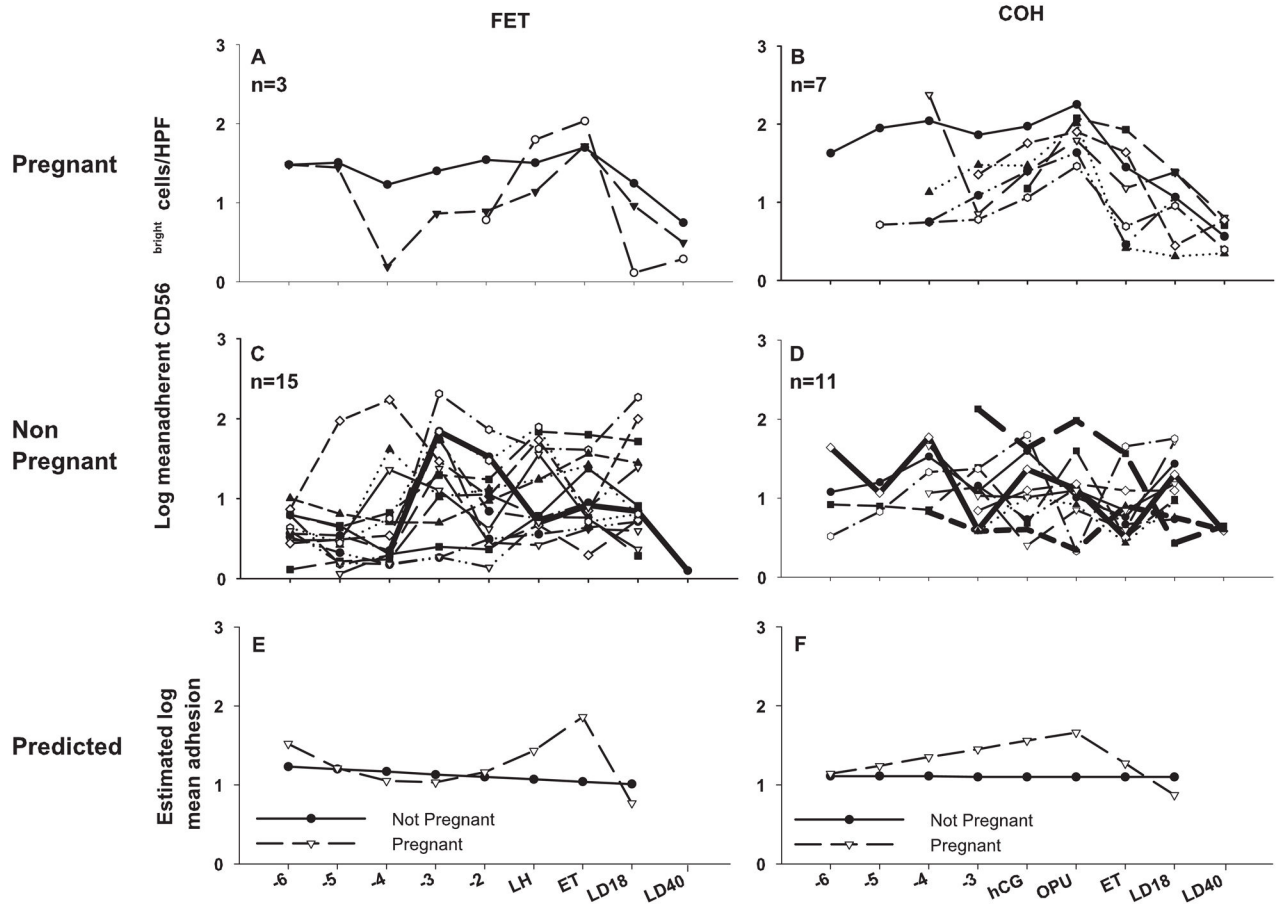 FET
COH
Pregnant
Log meanadherent CD56 bright cells/HPF
A
n=3
3
2
1
0
B
n=7
3
2
1
0
Non
Pregnant
C
n=15
3
2
1
0
D
n=11
3
2
1
0
Predicted
Estimated log
mean adhesion
E
3
2
1
0
Not Pregnant
Pregnant
-6 -5 -4 -3 -2 LH ET LD18 LD40
F
3
2
1
0
Not Pregnant
Pregnant
-6 -5 -4 -3 hCG OPU ET LD18 LD40